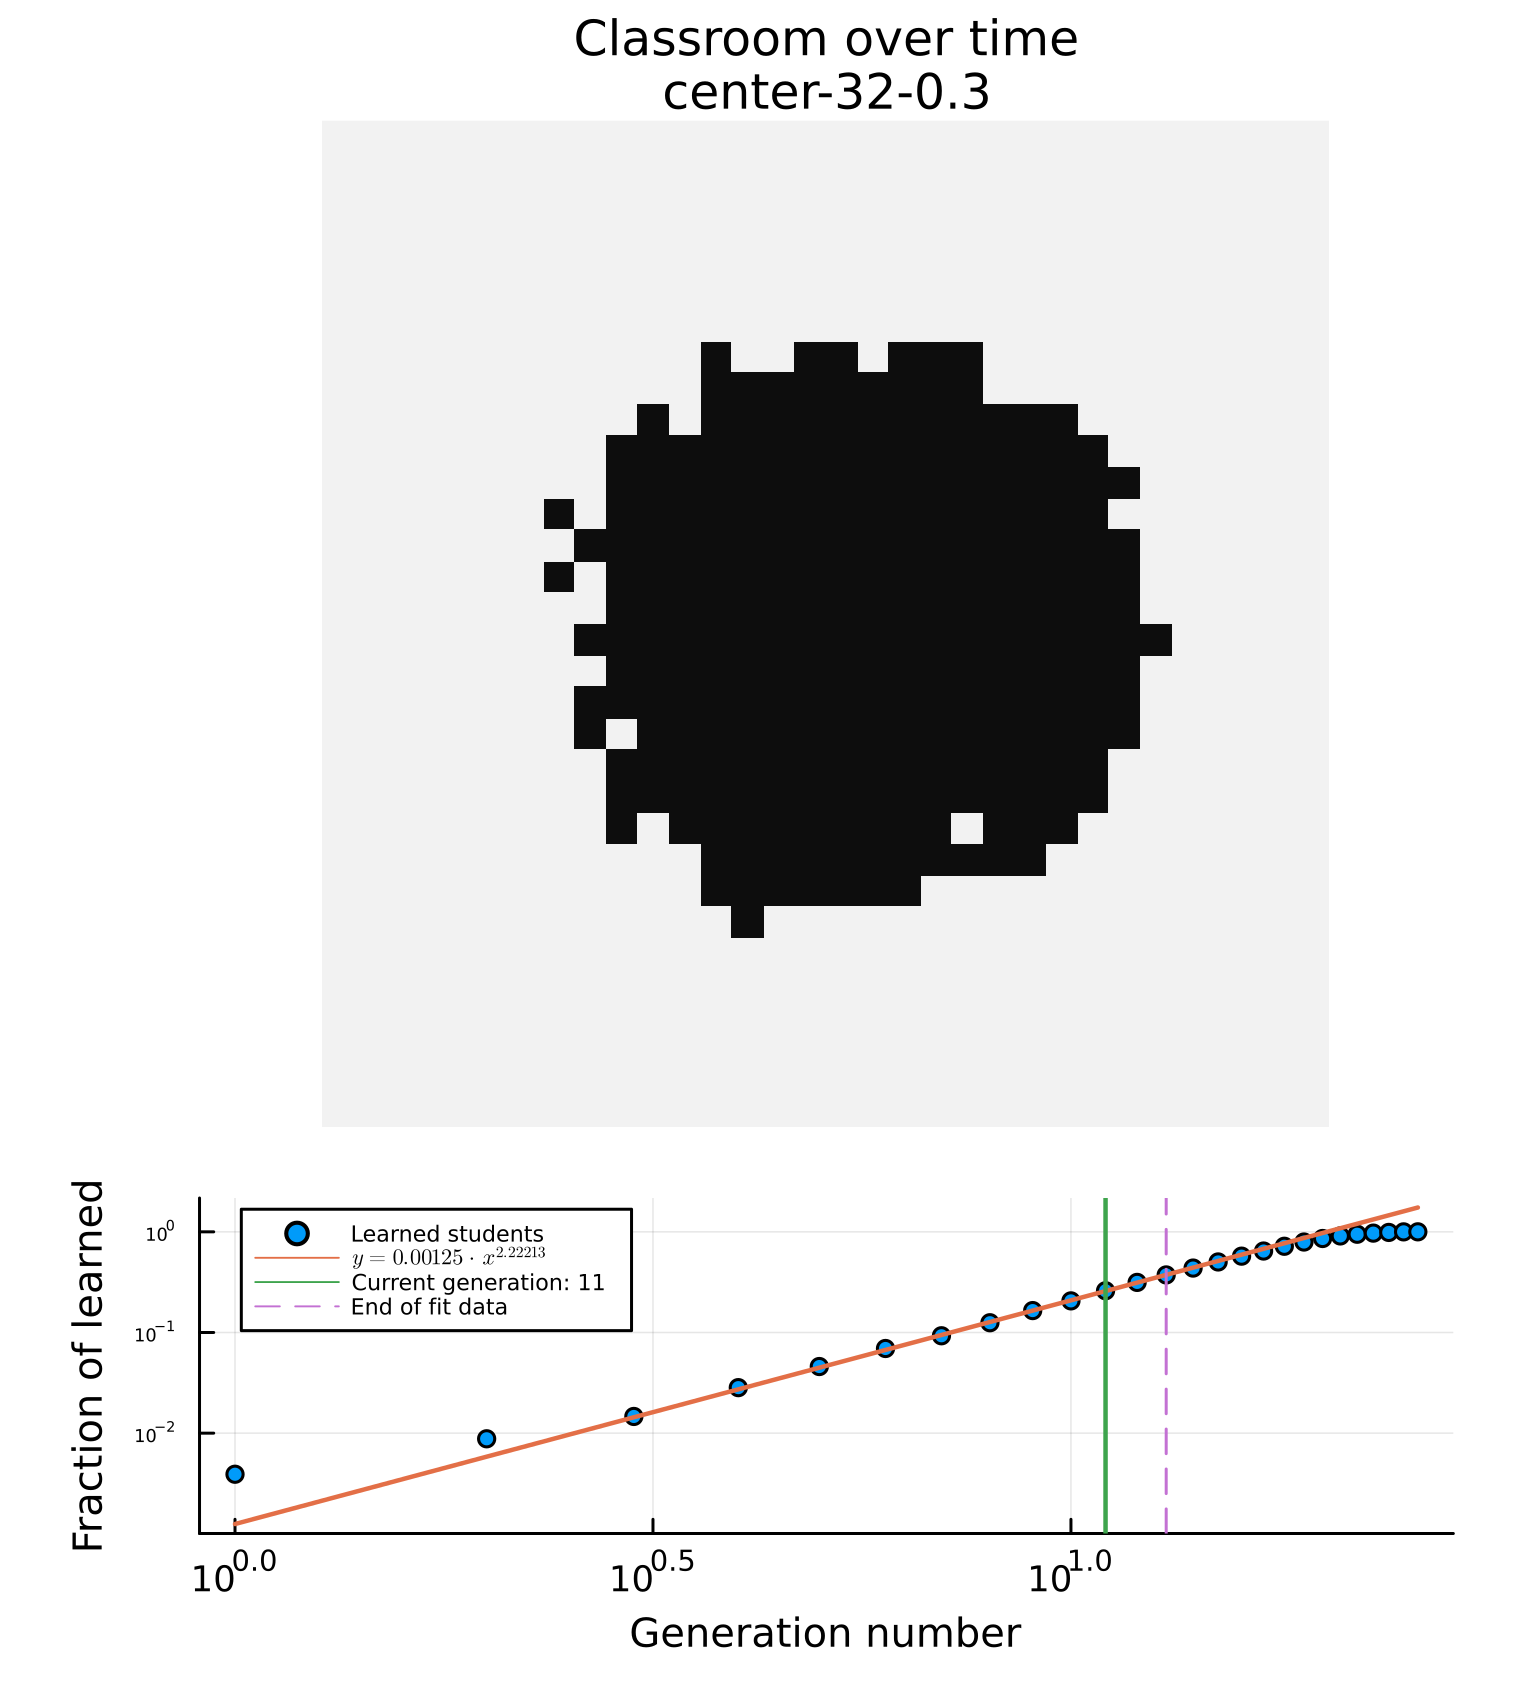 Classroom over time
center-32-0.3
Fraction of learned
10⁰
10⁻¹
10⁻²
Learned students
y = 0.00125 · x^2.22213
Current generation: 11
End of fit data
10^0.0
10^0.5
10^1.0
Generation number